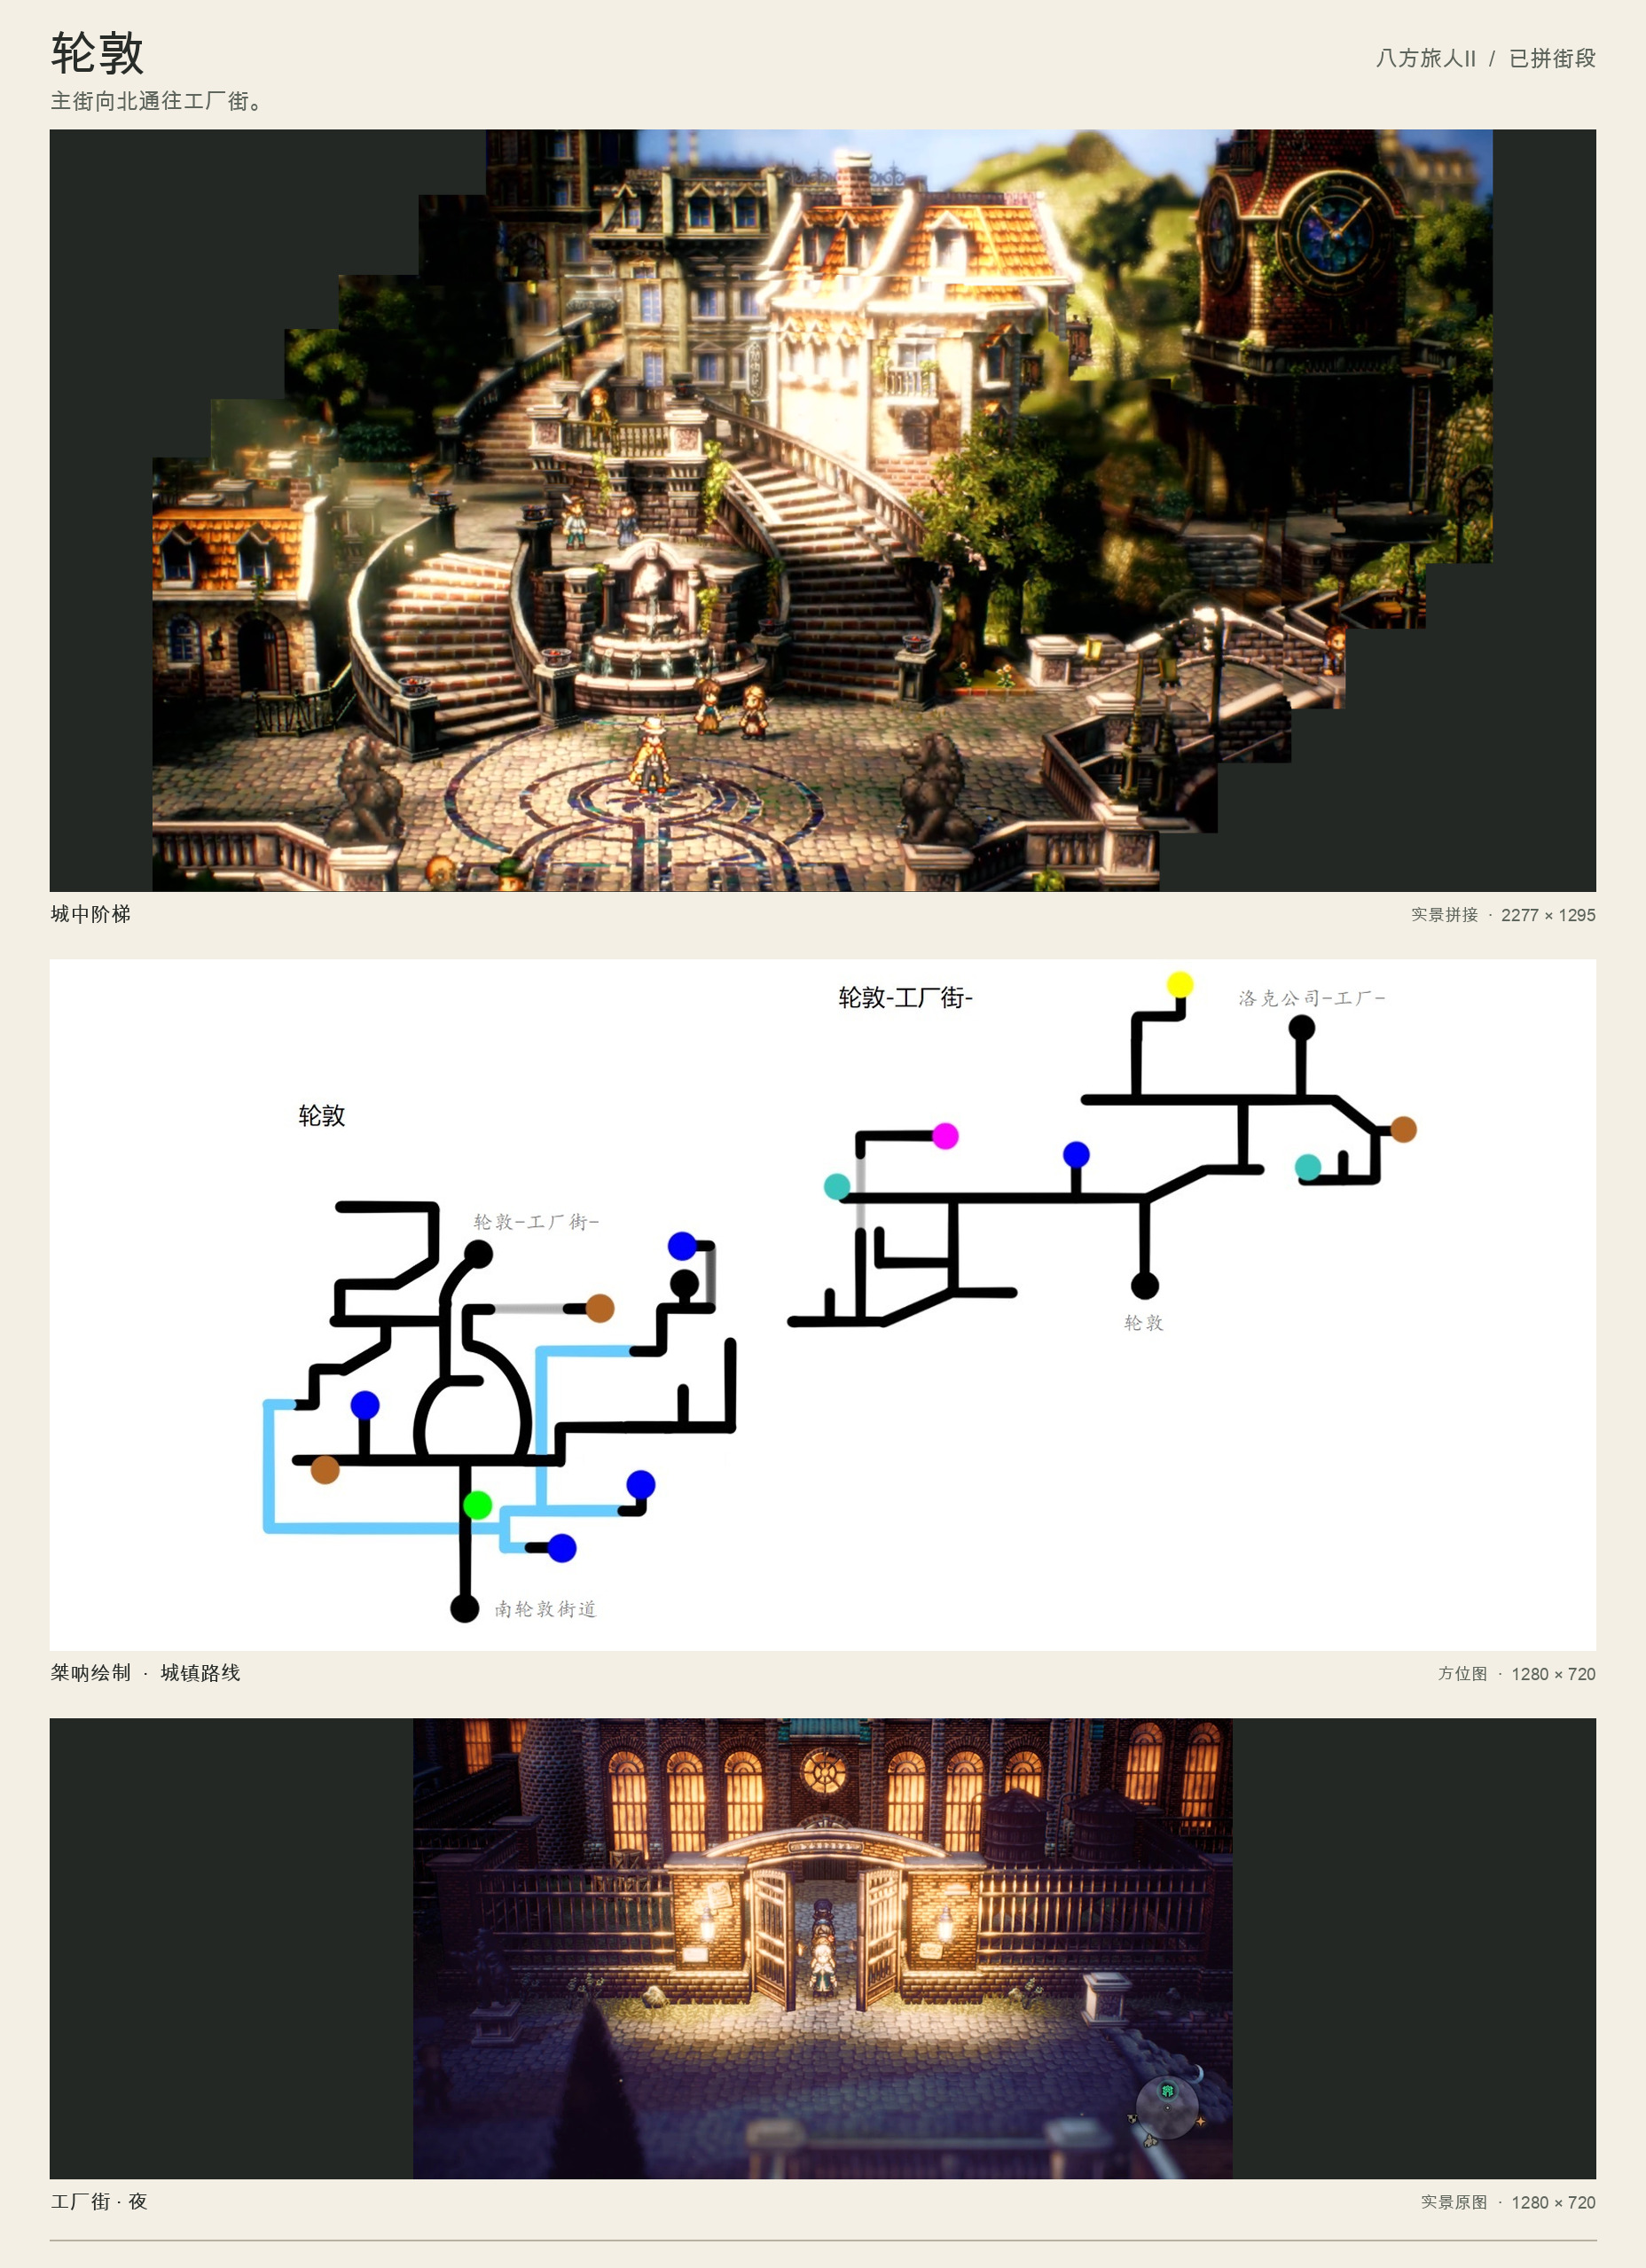 轮敦
八方旅人II / 已拼街段
主街向北通往工厂街。
城中阶梯
实景拼接 · 2277 × 1295
轮敦-工厂街-
洛克公司-工厂-
轮敦
轮敦-工厂街-
轮敦
南轮敦街道
桀呐绘制 · 城镇路线
方位图 · 1280 × 720
工厂街 · 夜
实景原图 · 1280 × 720